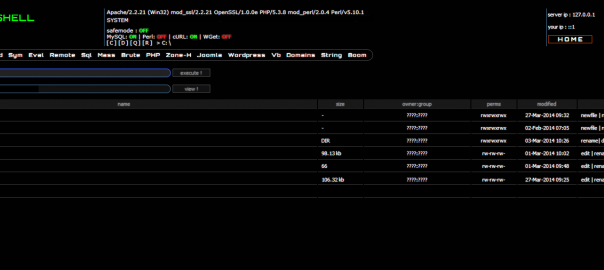 SHELL
Apache/2.2.21 (Win32) mod_ssl/2.2.21 OpenSSL/1.0.0e PHP/5.3.8 mod_perl/2.0.4 Perl/v5.10.1
SYSTEM
safemode : OFF
MySQL: ON | Perl: OFF | cURL: ON | WGet: OFF
[ C ] [ D ] [ Q ] [ R ] > C: \
server ip : 127.0.0.1
your ip : ::1
HOME
d Sym Eval Remote Sql Mass Brute PHP Zone-H Joomla Wordpress Vb Domains String Boom
execute !
view !
name size owner:group perms modified
- ????:???? rwxrwxrwx 27-Mar-2014 09:32 newfile | n
- ????:???? rwxrwxrwx 02-Feb-2014 07:05 newfile | n
DIR ????:???? rwxrwxrwx 03-Mar-2014 10:26 rename| d
98.13 kb ????:???? rw-rw-rw- 01-Mar-2014 10:02 edit | rena
66 ????:???? rw-rw-rw- 01-Mar-2014 09:48 edit | rena
106.32 kb ????:???? rw-rw-rw- 27-Mar-2014 09:25 edit | rena